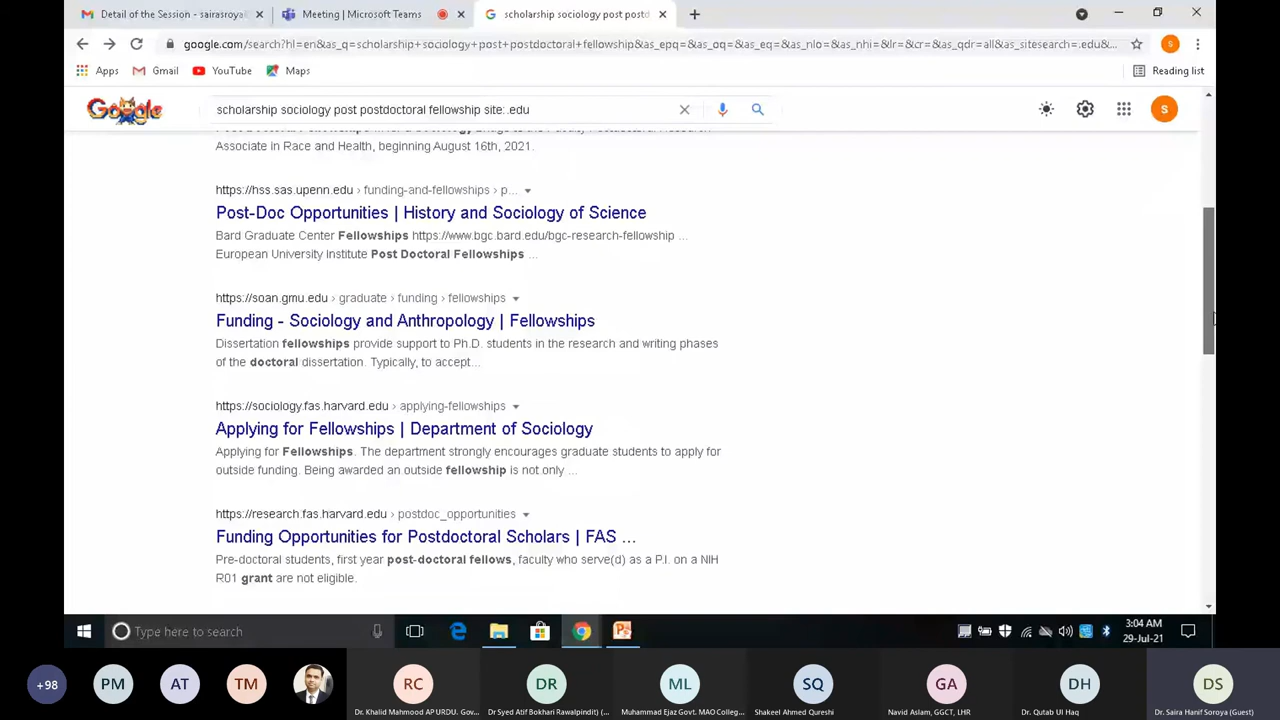 Detail of the Session - sairasroya
Meeting | Microsoft Teams
scholarship sociology post postd
google.com/search?hl=en&as_q=scholarship+sociology+post+postdoctoral+fellowship&as_epq=&as_oq=&as_eq=&as_nlo=&as_nhi=&lr=&cr=&as_qdr=all&as_sitesearch=.edu&...
S
Apps
Gmail
YouTube
Maps
Reading list
Google
scholarship sociology post postdoctoral fellowship site:.edu
S
Associate in Race and Health, beginning August 16th, 2021.
https://hss.sas.upenn.edu › funding-and-fellowships › p...
Post-Doc Opportunities | History and Sociology of Science
Bard Graduate Center Fellowships https://www.bgc.bard.edu/bgc-research-fellowship ...
European University Institute Post Doctoral Fellowships ...
https://soan.gmu.edu › graduate › funding › fellowships
Funding - Sociology and Anthropology | Fellowships
Dissertation fellowships provide support to Ph.D. students in the research and writing phases
of the doctoral dissertation. Typically, to accept...
https://sociology.fas.harvard.edu › applying-fellowships
Applying for Fellowships | Department of Sociology
Applying for Fellowships. The department strongly encourages graduate students to apply for
outside funding. Being awarded an outside fellowship is not only ...
https://research.fas.harvard.edu › postdoc_opportunities
Funding Opportunities for Postdoctoral Scholars | FAS ...
Pre-doctoral students, first year post-doctoral fellows, faculty who serve(d) as a P.I. on a NIH
R01 grant are not eligible.
Type here to search
3:04 AM
29-Jul-21
+98
PM
AT
TM
RC
DR
ML
SQ
GA
DH
DS
Dr. Khalid Mahmood AP URDU. Gov...
Dr Syed Atif Bokhari Rawalpindit) (...
Muhammad Ejaz Govt. MAO Colleg...
Shakeel Ahmed Qureshi
Navid Aslam, GGCT, LHR
Dr. Qutab Ul Haq
Dr. Saira Hanif Soroya (Guest)